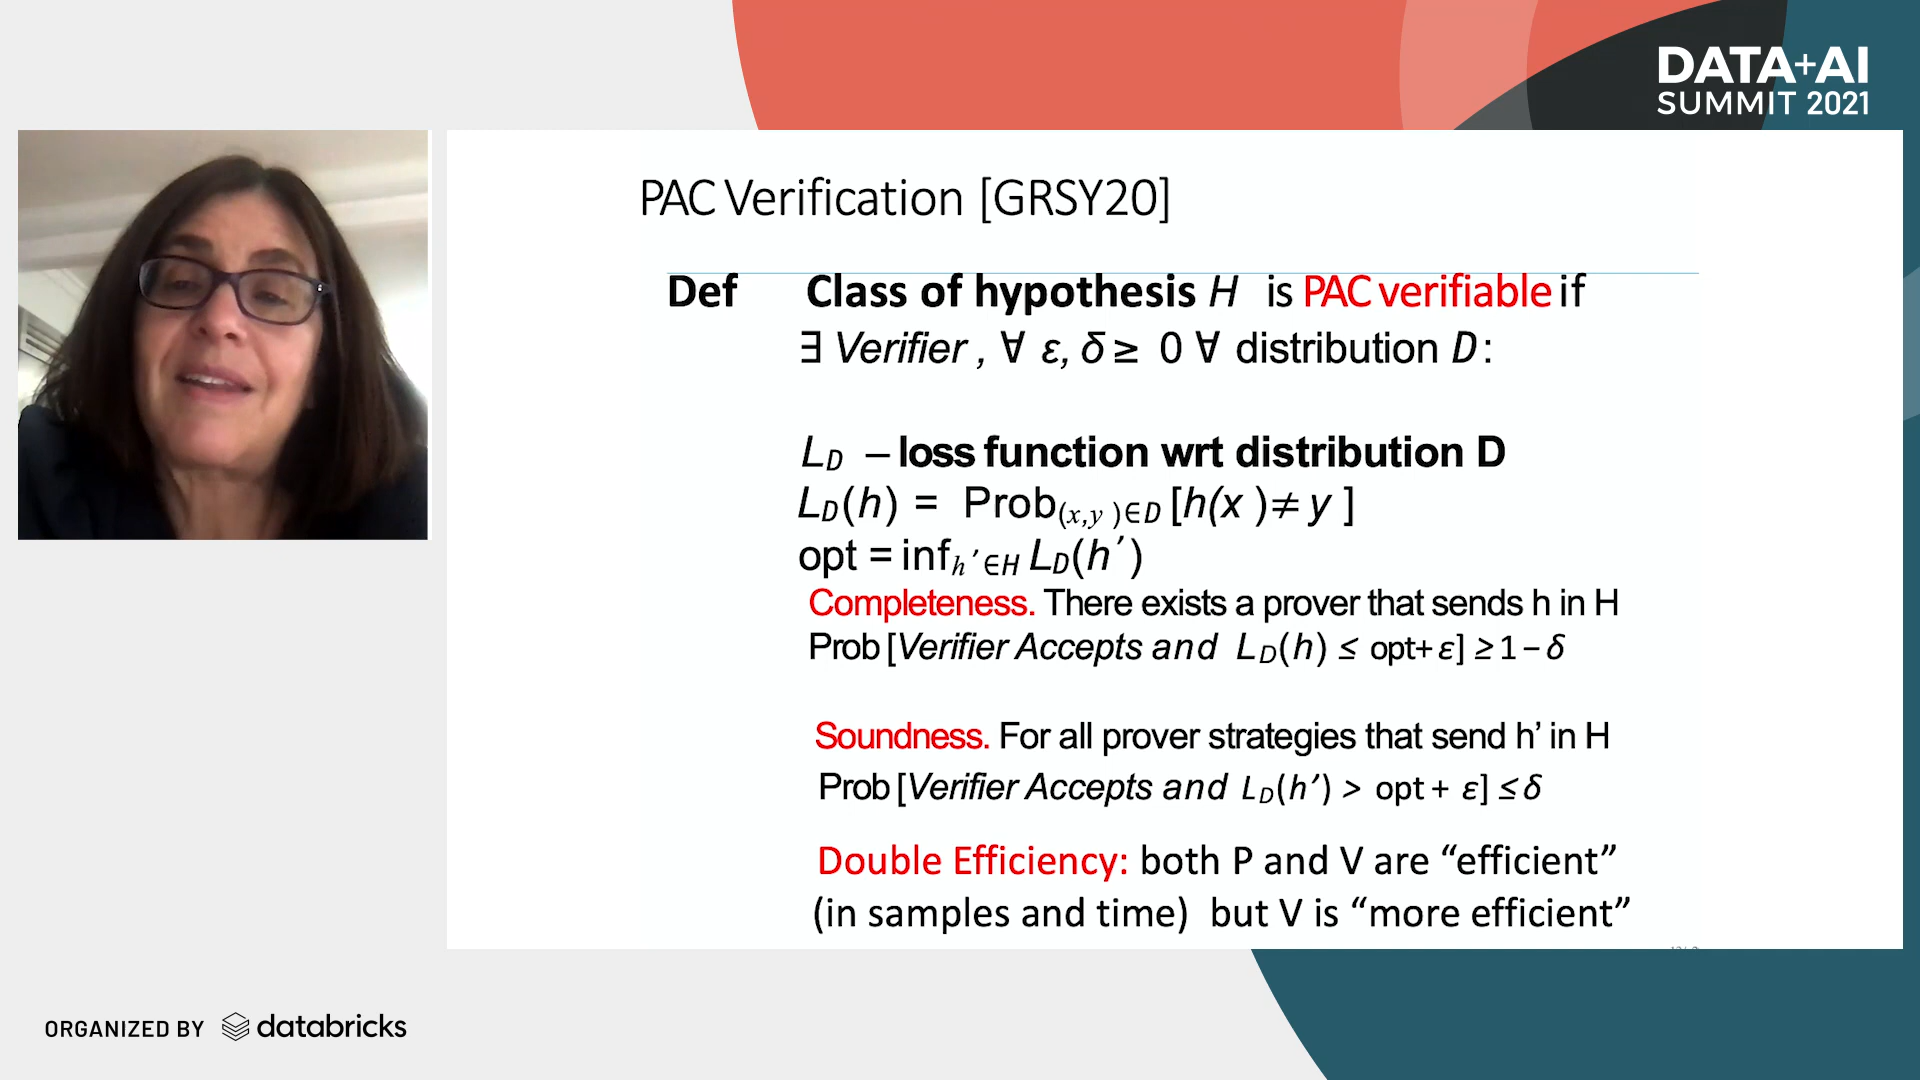 DATA+AI
SUMMIT 2021
PAC Verification [GRSY20]
Def Class of hypothesis H is PAC verifiable if
∃ Verifier , ∀ ε, δ ≥ 0 ∀ distribution D:
L_D – loss function wrt distribution D
L_D(h) = Prob_(x,y)∈D [h(x )≠ y ]
opt = inf_h′∈H L_D(h′)
Completeness. There exists a prover that sends h in H
Prob [Verifier Accepts and L_D(h) ≤ opt+ ε] ≥ 1 – δ
Soundness. For all prover strategies that send h’ in H
Prob [Verifier Accepts and L_D(h’) > opt + ε] ≤ δ
Double Efficiency: both P and V are “efficient”
(in samples and time) but V is “more efficient”
ORGANIZED BY databricks